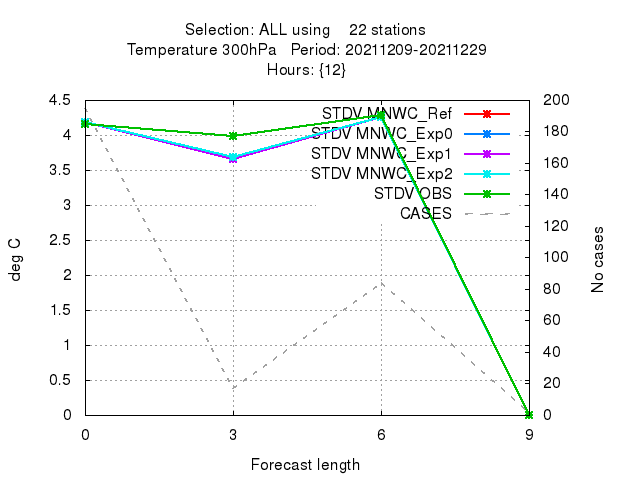 Selection: ALL using 22 stations
Temperature 300hPa Period: 20211209-20211229
Hours: {12}
4.5
4
3.5
3
2.5
2
1.5
1
0.5
0
deg C
STDV MNWC_Ref
STDV MNWC_Exp0
STDV MNWC_Exp1
STDV MNWC_Exp2
STDV OBS
CASES
200
180
160
140
120
100
80
60
40
20
0
No cases
0 3 6 9
Forecast length